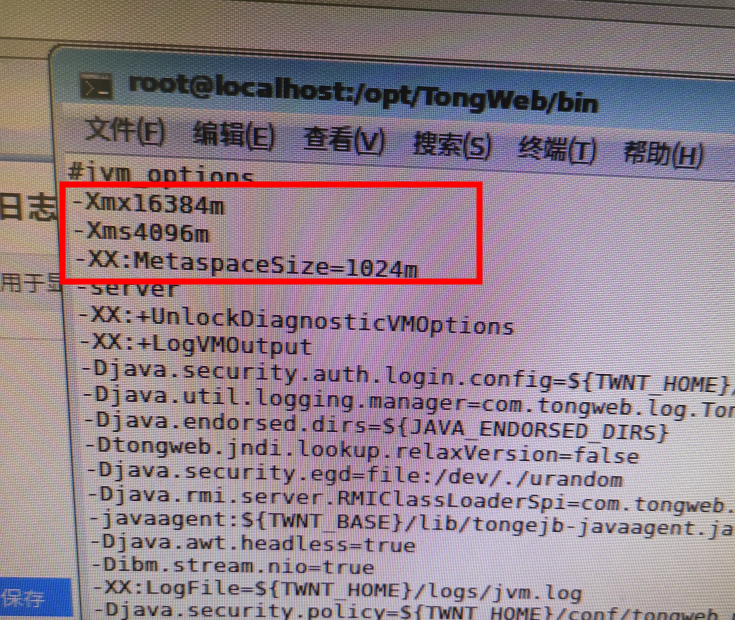 root@localhost:/opt/TongWeb/bin
文件(F) 编辑(E) 查看(V) 搜索(S) 终端(T) 帮助(H)
#jvm_options
日志
-Xmx16384m
-Xms4096m
-XX:MetaspaceSize=1024m
用于显
-server
-XX:+UnlockDiagnosticVMOptions
-XX:+LogVMOutput
-Djava.security.auth.login.config=${TWNT_HOME}/
-Djava.util.logging.manager=com.tongweb.log.Ton
-Djava.endorsed.dirs=${JAVA_ENDORSED_DIRS}
-Dtongweb.jndi.lookup.relaxVersion=false
-Djava.security.egd=file:/dev/./urandom
-Djava.rmi.server.RMIClassLoaderSpi=com.tongweb.
-javaagent:${TWNT_BASE}/lib/tongejb-javaagent.ja
-Djava.awt.headless=true
-Dibm.stream.nio=true
-XX:LogFile=${TWNT_HOME}/logs/jvm.log
保存
-Djava.security.policy=${TWNT_HOME}/conf/tongweb